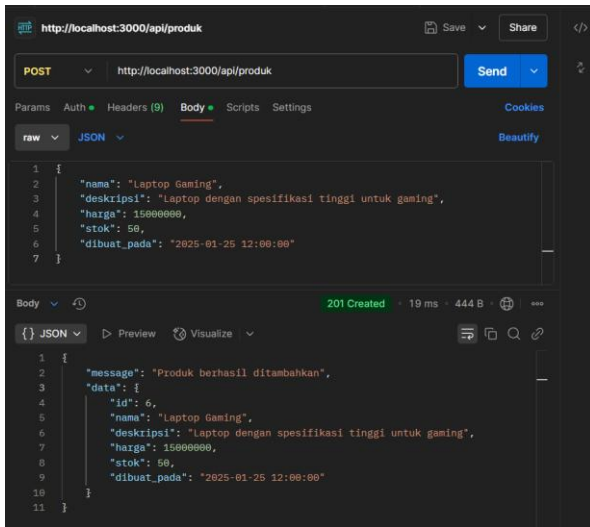 HTTP http://localhost:3000/api/produk Save Share
POST http://localhost:3000/api/produk Send
Params Auth Headers (9) Body Scripts Settings Cookies
raw JSON Beautify
1 {
2 "nama": "Laptop Gaming",
3 "deskripsi": "Laptop dengan spesifikasi tinggi untuk gaming",
4 "harga": 15000000,
5 "stok": 50,
6 "dibuat_pada": "2025-01-25 12:00:00"
7 }
Body 201 Created 19 ms 444 B
{} JSON Preview Visualize
1 {
2 "message": "Produk berhasil ditambahkan",
3 "data": {
4 "id": 6,
5 "nama": "Laptop Gaming",
6 "deskripsi": "Laptop dengan spesifikasi tinggi untuk gaming",
7 "harga": 15000000,
8 "stok": 50,
9 "dibuat_pada": "2025-01-25 12:00:00"
10 }
11 }